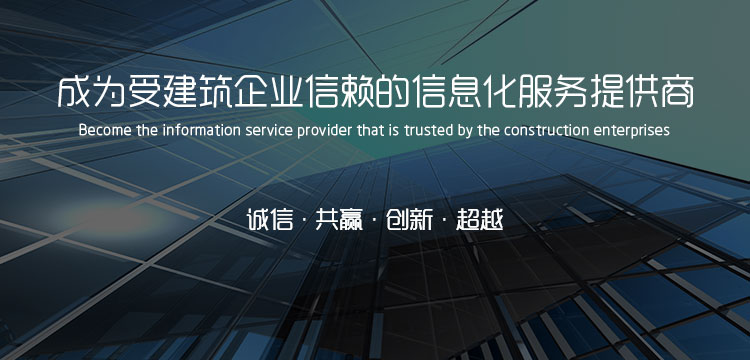 成为受建筑企业信赖的信息化服务提供商
Become the information service provider that is trusted by the construction enterprises
诚信·共赢·创新·超越